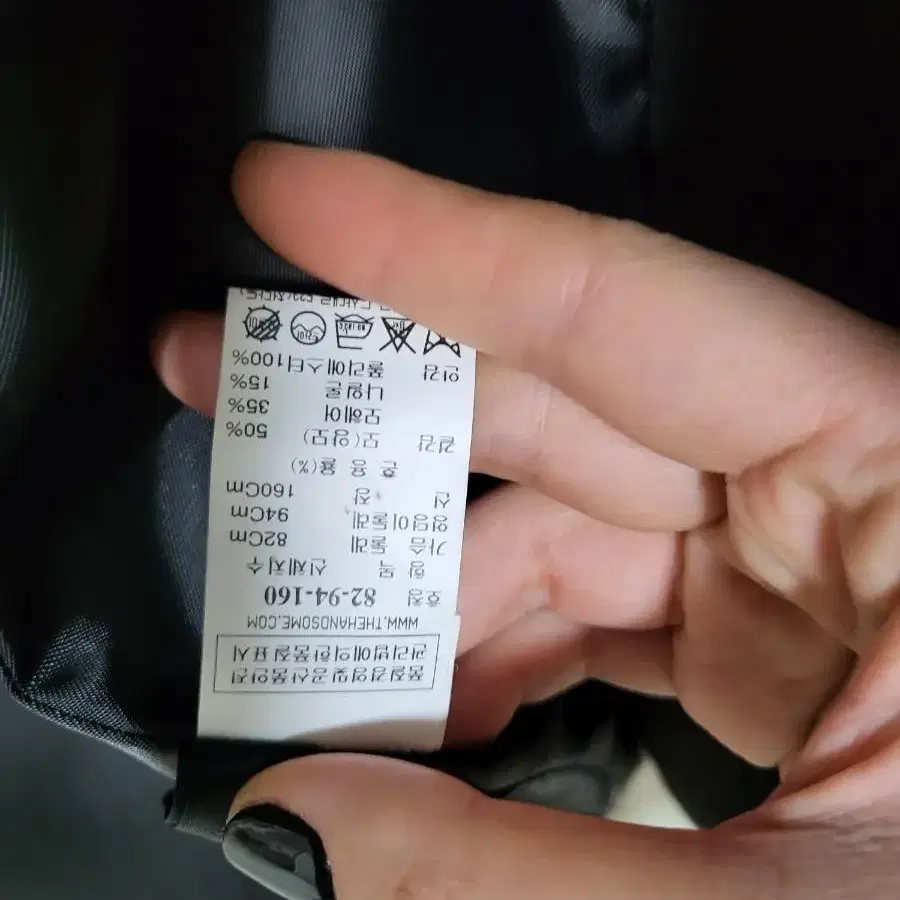 품질경영및공산품안전
관리법에의한품질표시
WWW.THEHANDSOME.COM
호칭 82-94-160
항 목 신체치수
가슴 둘레 82Cm
엉덩이둘레 94Cm
신 장 160Cm
혼 용 율(%)
겉감 모(양모) 50%
모헤어 35%
나일론 15%
안감 폴리에스터100%